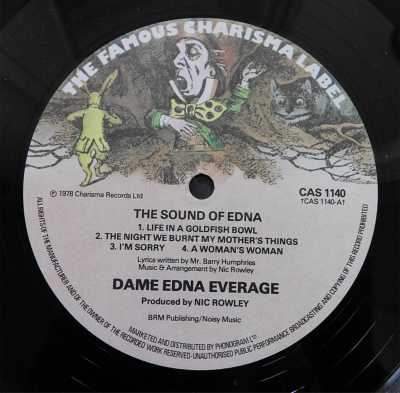 THE FAMOUS CHARISMA LABEL
℗ 1978 Charisma Records Ltd
CAS 1140
†CAS 1140-A†
THE SOUND OF EDNA
1. LIFE IN A GOLDFISH BOWL
2. THE NIGHT WE BURNT MY MOTHER'S THINGS
3. I'M SORRY 4. A WOMAN'S WOMAN
Lyrics written by Mr. Barry Humphries
Music & Arrangement by Nic Rowley
DAME EDNA EVERAGE
Produced by NIC ROWLEY
BRM Publishing/Noisy Music
MARKETED AND DISTRIBUTED BY PHONOGRAM LTD
ALL RIGHTS OF THE MANUFACTURER AND OF THE OWNER OF THE RECORDED WORK RESERVED-UNAUTHORISED PUBLIC PERFORMANCE BROADCASTING AND COPYING OF THIS RECORD PROHIBITED